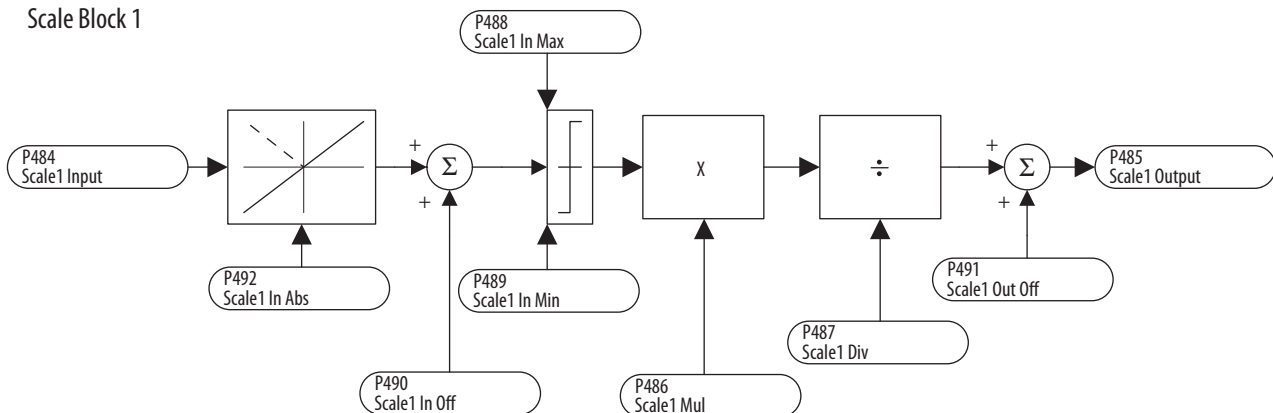 Scale Block 1
P488
Scale1 In Max
P484
Scale1 Input
+
Σ
+
x
÷
+
Σ
+
P485
Scale1 Output
P492
Scale1 In Abs
P489
Scale1 In Min
P491
Scale1 Out Off
P487
Scale1 Div
P490
Scale1 In Off
P486
Scale1 Mul